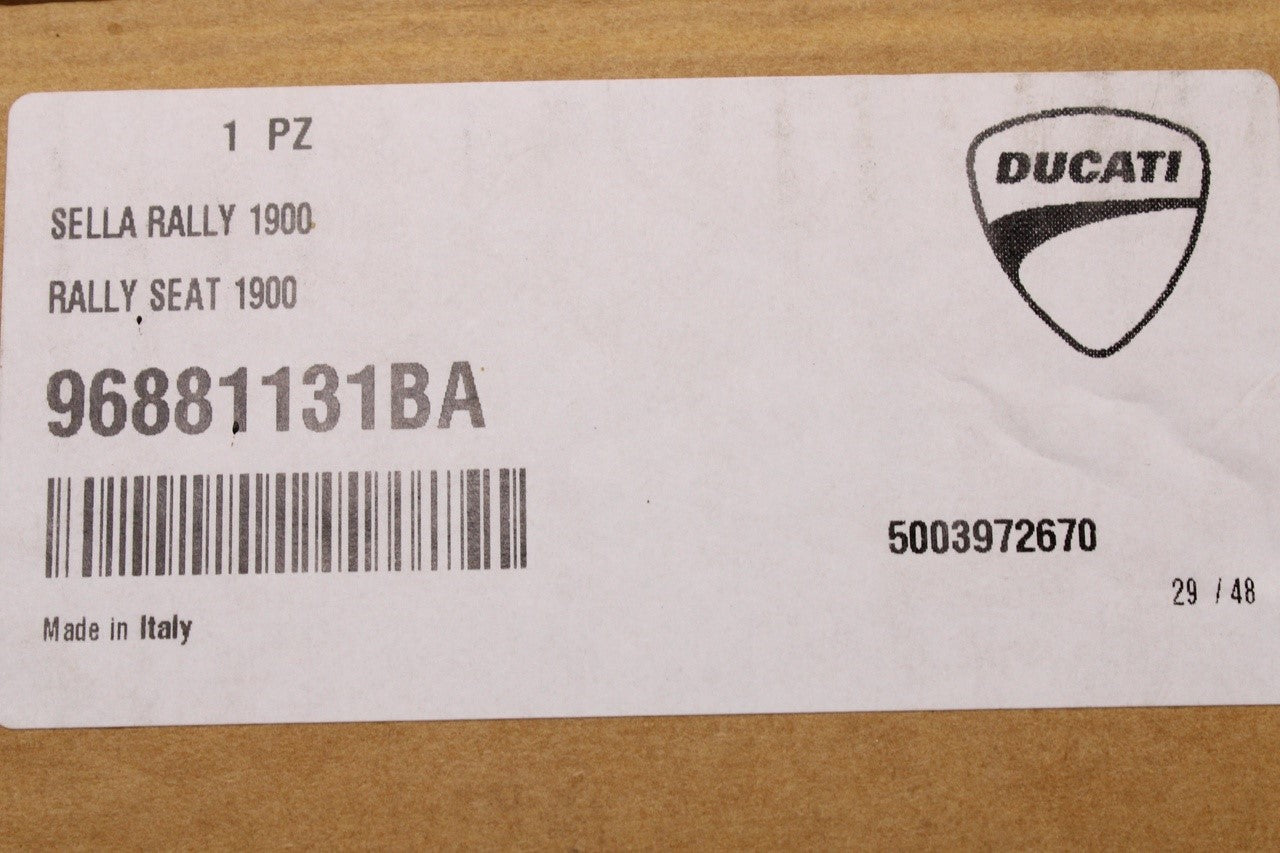 1 PZ
DUCATI
SELLA RALLY 1900
RALLY SEAT 1900
96881131BA
5003972670
29 / 48
Made in Italy